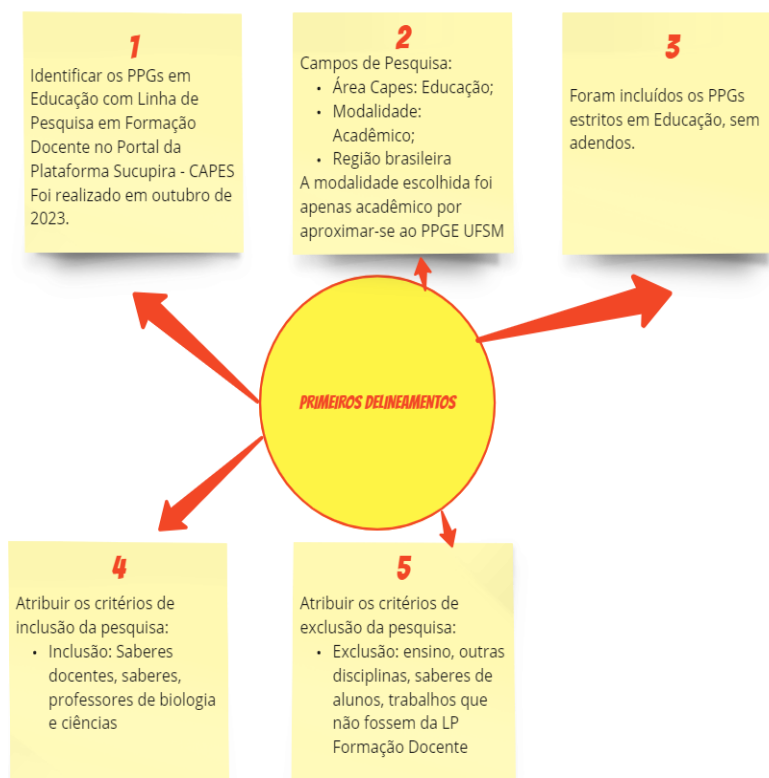 1
Identificar os PPGs em
Educação com Linha de
Pesquisa em Formação
Docente no Portal da
Plataforma Sucupira - CAPES
Foi realizado em outubro de
2023.
2
Campos de Pesquisa:
• Área Capes: Educação;
• Modalidade:
Acadêmico;
• Região brasileira
A modalidade escolhida foi
apenas acadêmico por
aproximar-se ao PPGE UFSM
3
Foram incluídos os PPGs
estritos em Educação, sem
adendos.
PRIMEIROS DELINEAMENTOS
4
Atribuir os critérios de
inclusão da pesquisa:
• Inclusão: Saberes
docentes, saberes,
professores de biologia
e ciências
5
Atribuir os critérios de
exclusão da pesquisa:
• Exclusão: ensino, outras
disciplinas, saberes de
alunos, trabalhos que
não fossem da LP
Formação Docente